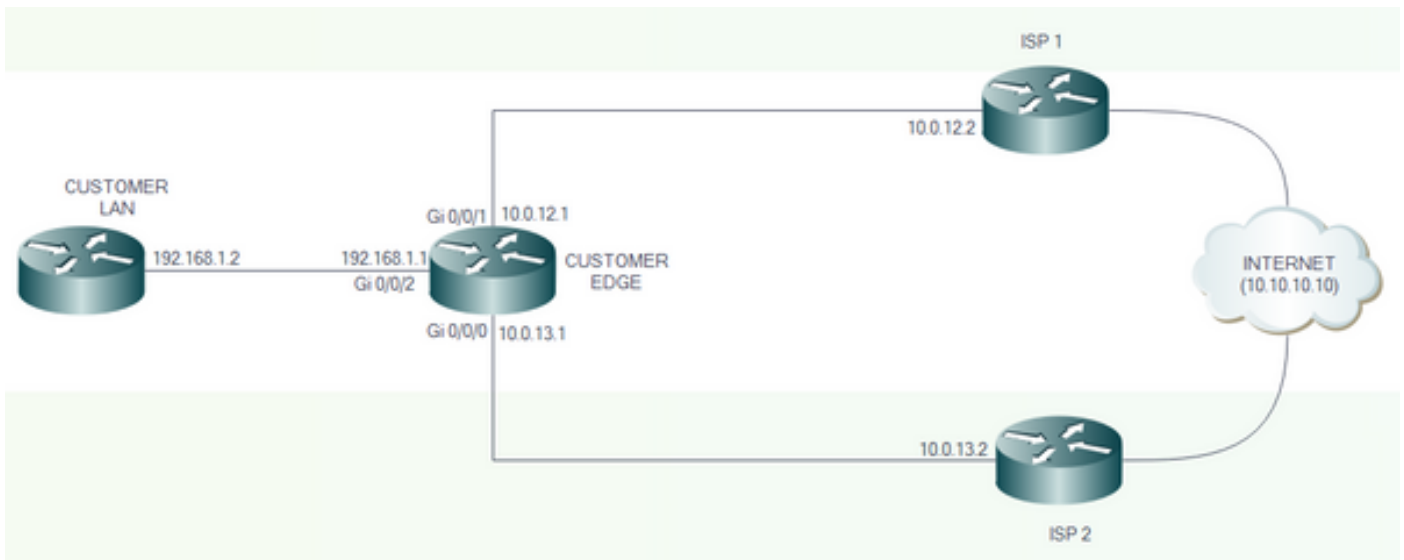 ISP 1
10.0.12.2
CUSTOMER
LAN
192.168.1.2
Gi 0/0/1
10.0.12.1
192.168.1.1
Gi 0/0/2
CUSTOMER
EDGE
Gi 0/0/0
10.0.13.1
INTERNET
(10.10.10.10)
10.0.13.2
ISP 2